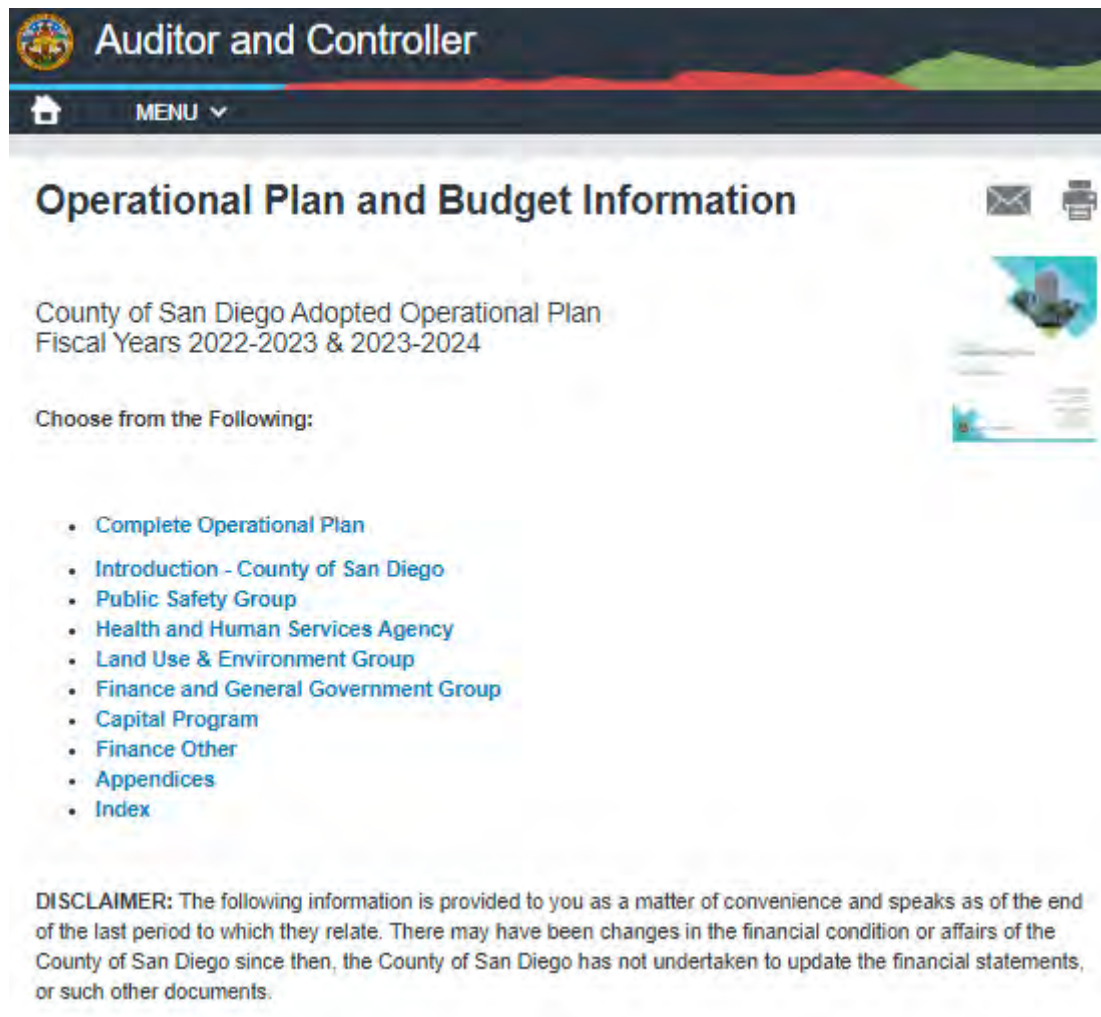 Auditor and Controller
MENU
Operational Plan and Budget Information
County of San Diego Adopted Operational Plan
Fiscal Years 2022-2023 & 2023-2024
Choose from the Following:
• Complete Operational Plan
• Introduction - County of San Diego
• Public Safety Group
• Health and Human Services Agency
• Land Use & Environment Group
• Finance and General Government Group
• Capital Program
• Finance Other
• Appendices
• Index
DISCLAIMER: The following information is provided to you as a matter of convenience and speaks as of the end
of the last period to which they relate. There may have been changes in the financial condition or affairs of the
County of San Diego since then, the County of San Diego has not undertaken to update the financial statements,
or such other documents.